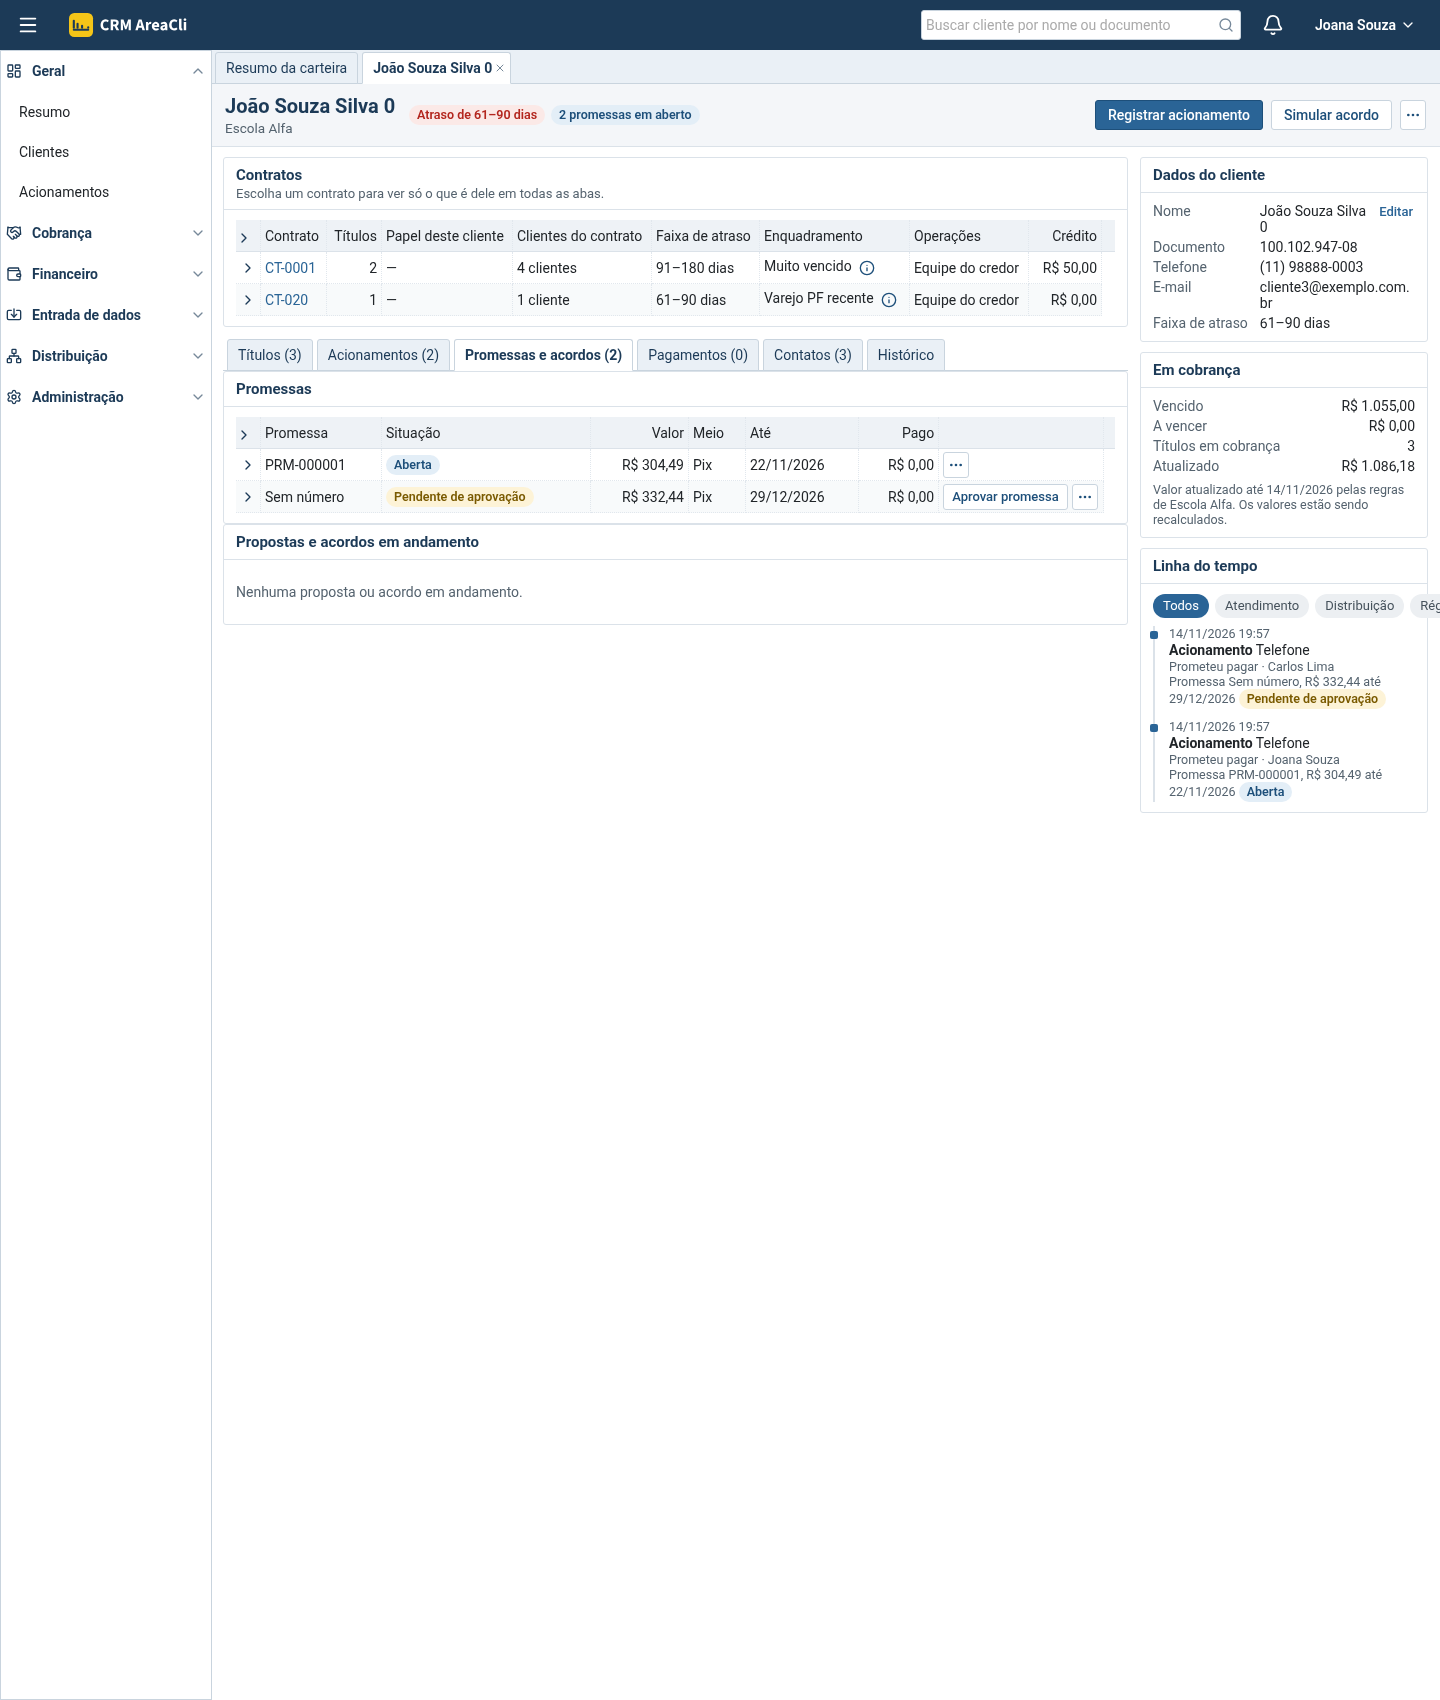 CRM AreaCli
Buscar cliente por nome ou documento
Joana Souza
Geral
Resumo
Clientes
Acionamentos
Cobrança
Financeiro
Entrada de dados
Distribuição
Administração
Resumo da carteira
João Souza Silva 0
João Souza Silva 0
Escola Alfa
Atraso de 61–90 dias
2 promessas em aberto
Registrar acionamento
Simular acordo
Contratos
Escolha um contrato para ver só o que é dele em todas as abas.
Contrato Títulos Papel deste cliente Clientes do contrato Faixa de atraso Enquadramento Operações Crédito
CT-0001 2 — 4 clientes 91–180 dias Muito vencido Equipe do credor R$ 50,00
CT-020 1 — 1 cliente 61–90 dias Varejo PF recente Equipe do credor R$ 0,00
Títulos (3)
Acionamentos (2)
Promessas e acordos (2)
Pagamentos (0)
Contatos (3)
Histórico
Promessas
Promessa Situação Valor Meio Até Pago
PRM-000001 Aberta R$ 304,49 Pix 22/11/2026 R$ 0,00
Sem número Pendente de aprovação R$ 332,44 Pix 29/12/2026 R$ 0,00 Aprovar promessa
Propostas e acordos em andamento
Nenhuma proposta ou acordo em andamento.
Dados do cliente
Nome João Souza Silva Editar
0
Documento 100.102.947-08
Telefone (11) 98888-0003
E-mail cliente3@exemplo.com.
br
Faixa de atraso 61–90 dias
Em cobrança
Vencido R$ 1.055,00
A vencer R$ 0,00
Títulos em cobrança 3
Atualizado R$ 1.086,18
Valor atualizado até 14/11/2026 pelas regras
de Escola Alfa. Os valores estão sendo
recalculados.
Linha do tempo
Todos Atendimento Distribuição Rég
14/11/2026 19:57
Acionamento Telefone
Prometeu pagar · Carlos Lima
Promessa Sem número, R$ 332,44 até
29/12/2026 Pendente de aprovação
14/11/2026 19:57
Acionamento Telefone
Prometeu pagar · Joana Souza
Promessa PRM-000001, R$ 304,49 até
22/11/2026 Aberta